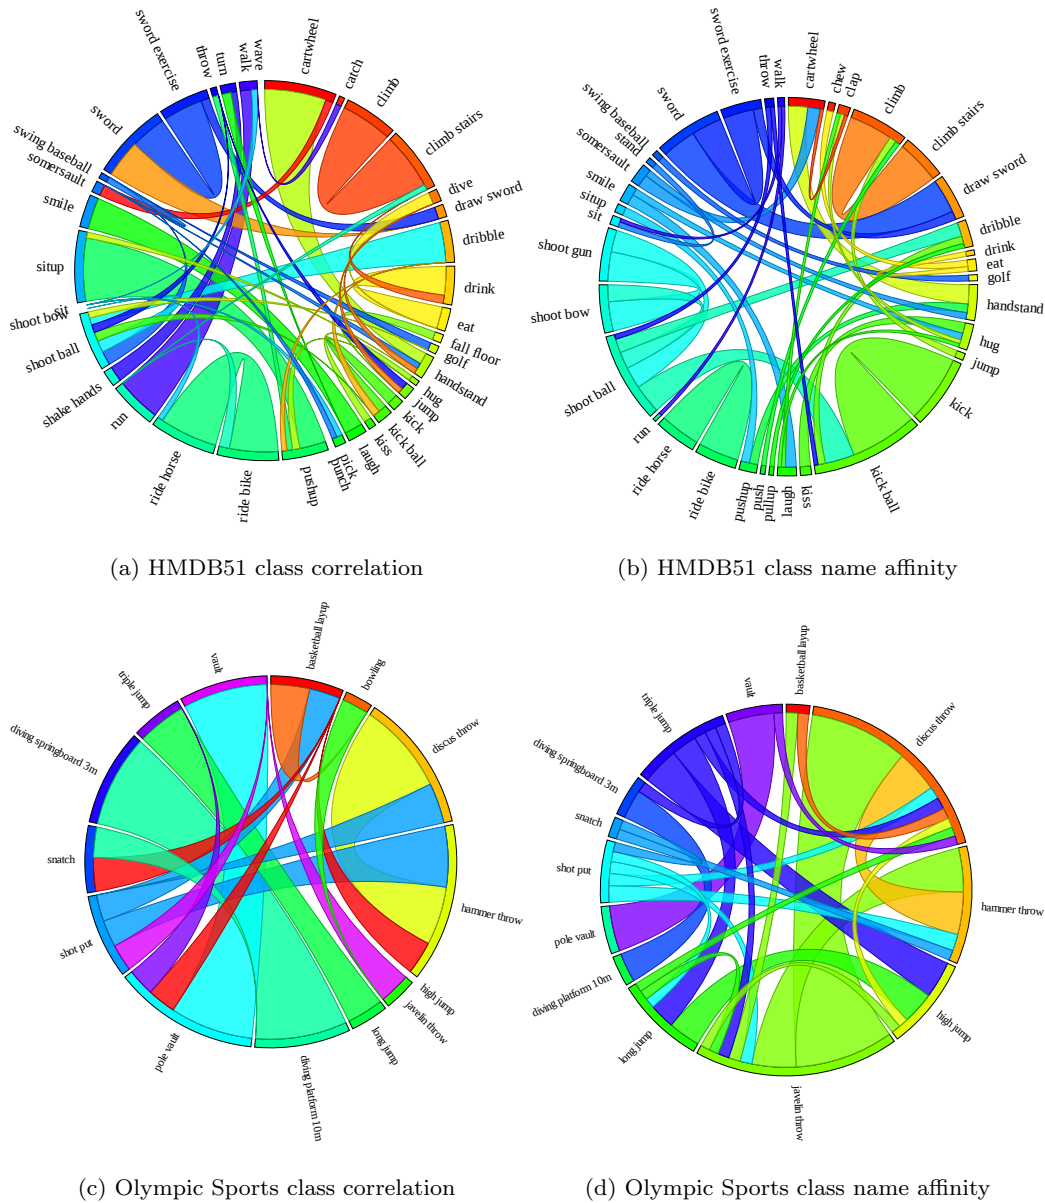 wave
walk
turn
throw
sword exercise
sword
swing baseball
somersault
smile
situp
sit
shoot bow
shoot ball
shake hands
run
ride horse
ride bike
pushup
punch
pick
laugh
kiss
kick ball
kick
jump
hug
handstand
golf
fall floor
eat
drink
dribble
draw sword
dive
climb stairs
climb
catch
cartwheel
(a) HMDB51 class correlation
walk
throw
sword exercise
sword
swing baseball
stand
somersault
smile
situp
sit
shoot gun
shoot bow
shoot ball
run
ride horse
ride bike
pushup
push
pullup
laugh
kiss
kick ball
kick
jump
hug
handstand
golf
eat
drink
dribble
draw sword
climb stairs
climb
clap
chew
cartwheel
(b) HMDB51 class name affinity
vault
triple jump
diving springboard 3m
snatch
shot put
pole vault
diving platform 10m
long jump
javelin throw
high jump
hammer throw
discus throw
bowling
basketball layup
(c) Olympic Sports class correlation
vault
triple jump
diving springboard 3m
snatch
shot put
pole vault
diving platform 10m
long jump
javelin throw
high jump
hammer throw
discus throw
basketball layup
(d) Olympic Sports class name affinity